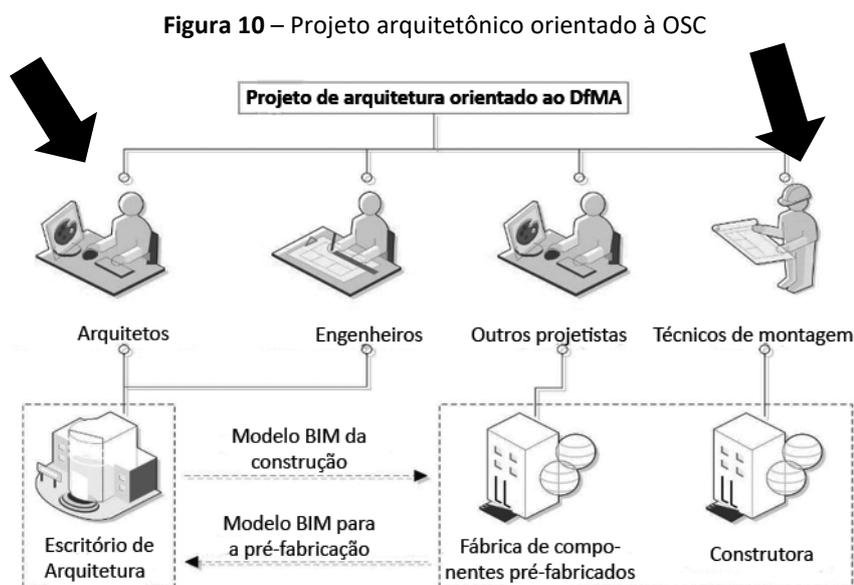 Figura 10 – Projeto arquitetônico orientado à OSC
Projeto de arquitetura orientado ao DfMA
Arquitetos
Engenheiros
Outros projetistas
Técnicos de montagem
Modelo BIM da
construção
Modelo BIM para
a pré-fabricação
Escritório de
Arquitetura
Fábrica de compo-
nentes pré-fabricados
Construtora